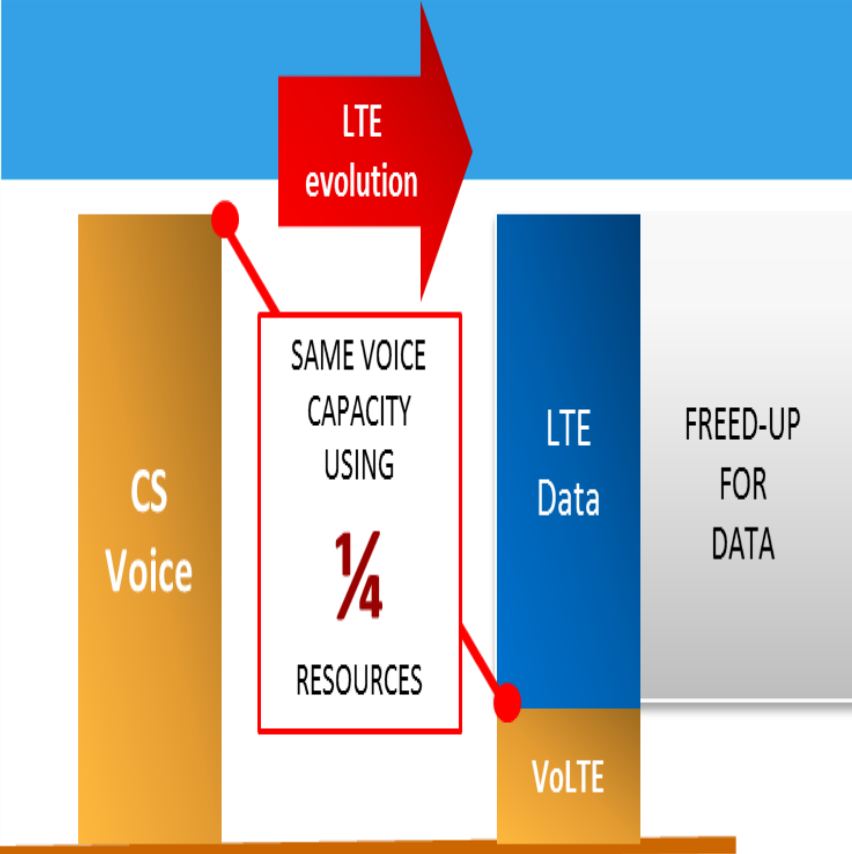 LTE
evolution
SAME VOICE
CAPACITY
USING
¼
RESOURCES
CS
Voice
LTE
Data
VoLTE
FREED-UP
FOR
DATA